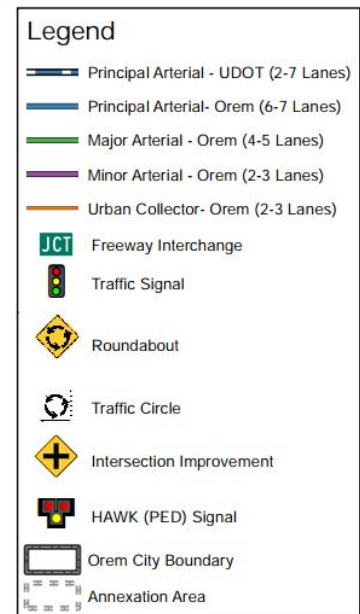 Legend
Principal Arterial - UDOT (2-7 Lanes)
Principal Arterial- Orem (6-7 Lanes)
Major Arterial - Orem (4-5 Lanes)
Minor Arterial - Orem (2-3 Lanes)
Urban Collector- Orem (2-3 Lanes)
JCT Freeway Interchange
Traffic Signal
Roundabout
Traffic Circle
Intersection Improvement
HAWK (PED) Signal
Orem City Boundary
Annexation Area